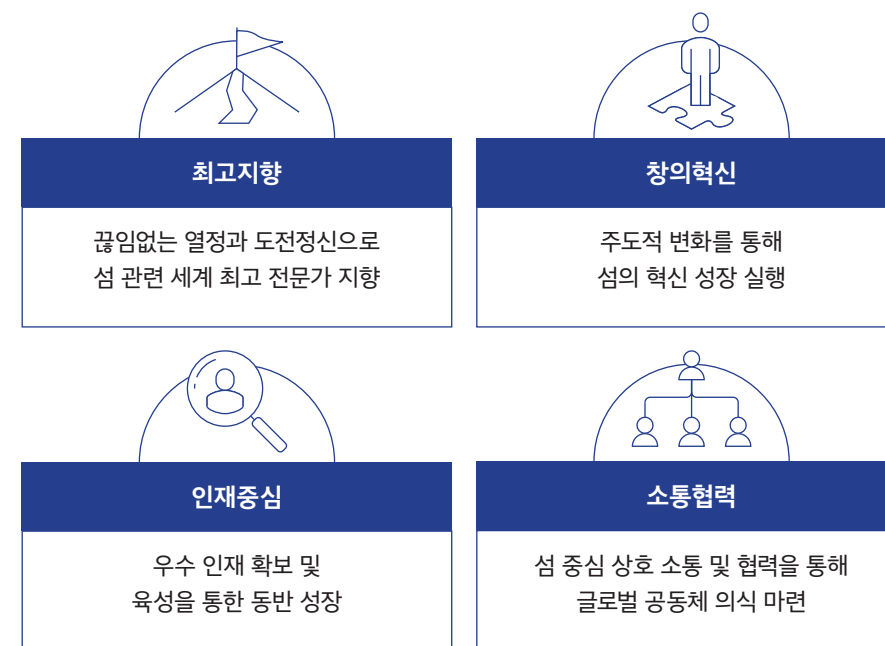 최고지향
끊임없는 열정과 도전정신으로
섬 관련 세계 최고 전문가 지향
창의혁신
주도적 변화를 통해
섬의 혁신 성장 실행
인재중심
우수 인재 확보 및
육성을 통한 동반 성장
소통협력
섬 중심 상호 소통 및 협력을 통해
글로벌 공동체 의식 마련